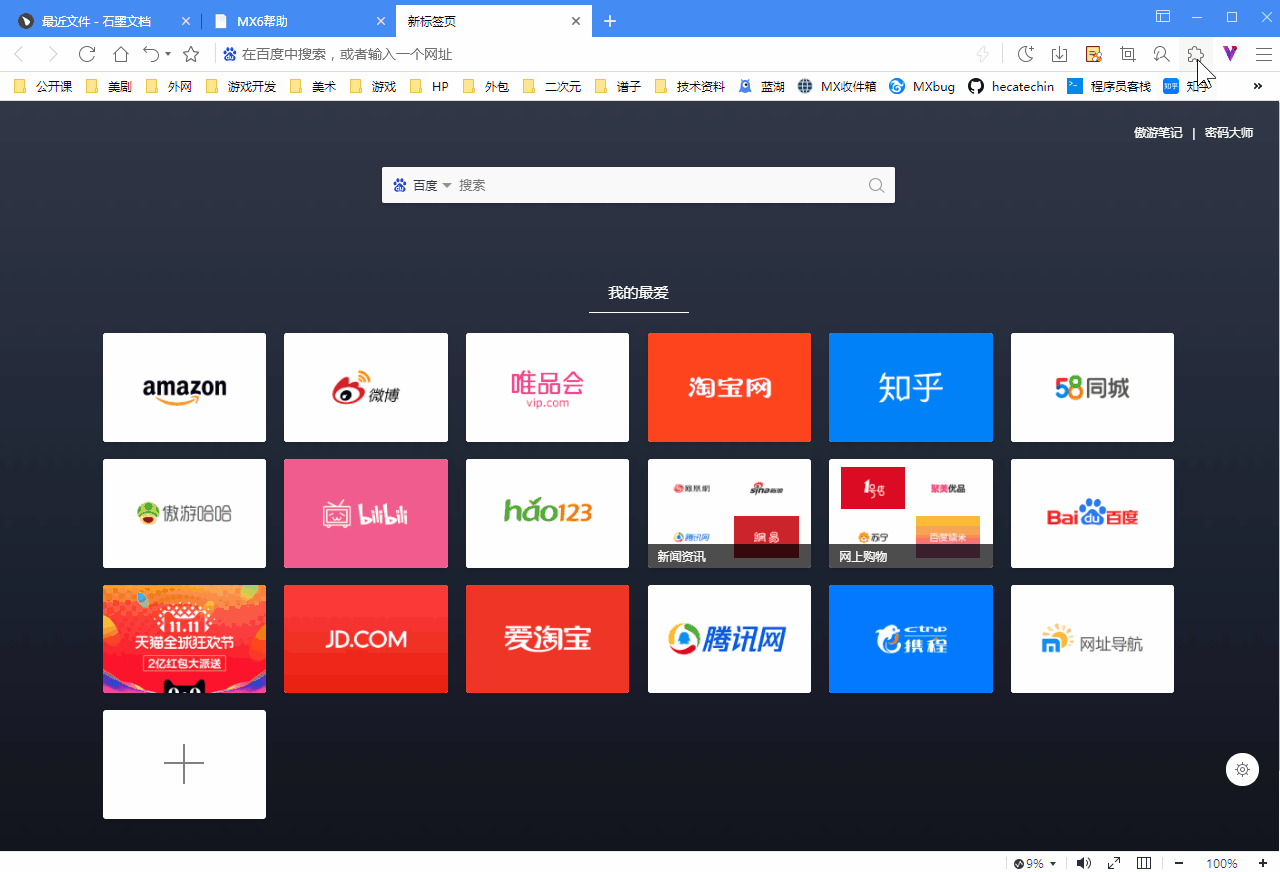 最近文件 - 石墨文档
MX6帮助
新标签页
在百度中搜索，或者输入一个网址
公开课 美剧 外网 游戏开发 美术 游戏 HP 外包 二次元 谱子 技术资料 蓝湖 MX收件箱 MXbug hecatechin 程序员客栈 知乎
傲游笔记 | 密码大师
百度 搜索
我的最爱
amazon
微博
唯品会
vip.com
淘宝网
知乎
58同城
傲游哈哈
bilibili
hao123
凤凰网
sina新闻网
腾讯网
網易
新闻资讯
1号店
聚美优品
苏宁
百度糯米
网上购物
Bai du 百度
11.11
天猫全球狂欢节
2亿红包大派送
JD.COM
爱淘宝
腾讯网
ctrip
携程
网址导航
9%
100%